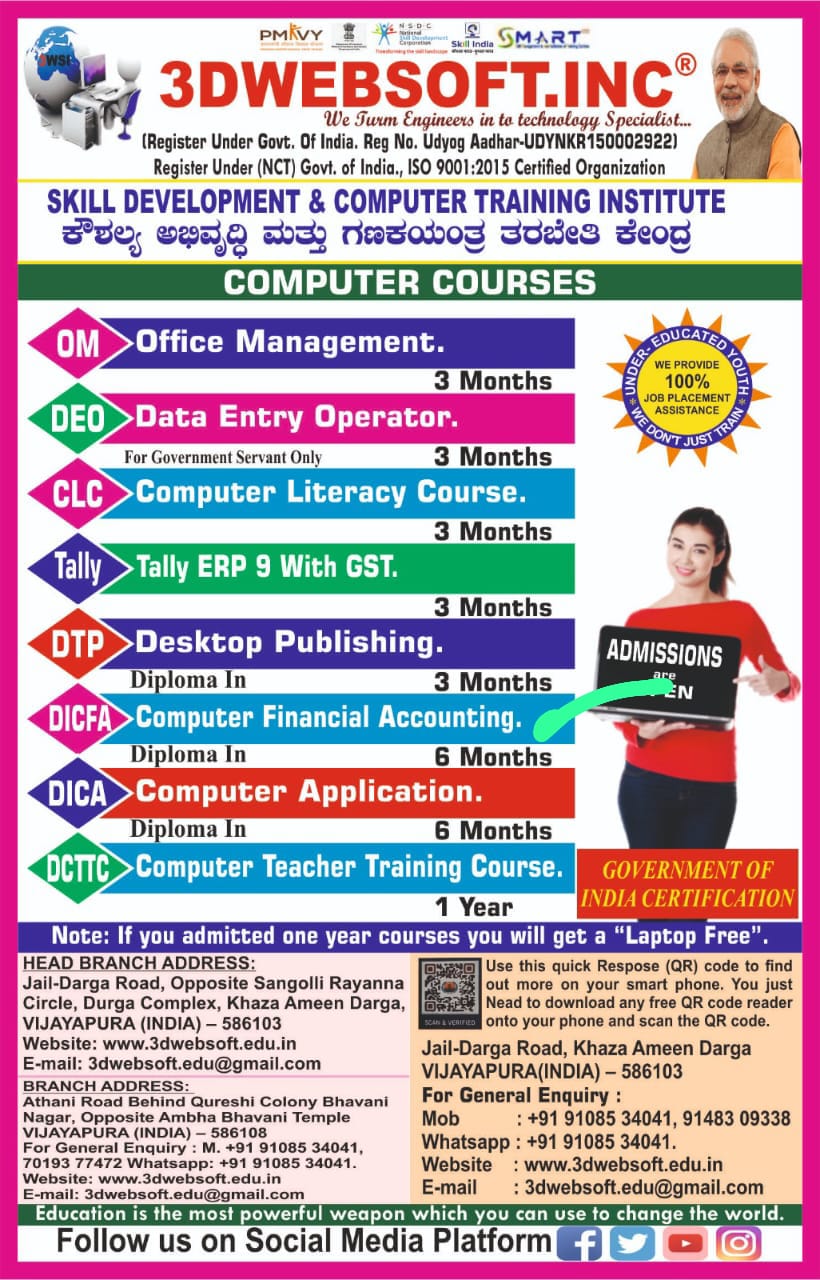 WSI
PMKVY
N · S · D · C
National
Skill Development
Corporation
Transforming the skill landscape
Skill India
कौशल भारत - कुशल भारत
SMART
3DWEBSOFT.INC®
We Turm Engineers in to technology Specialist...
(Register Under Govt. Of India. Reg No. Udyog Aadhar-UDYNKR150002922)
Register Under (NCT) Govt. of India., ISO 9001:2015 Certified Organization
SKILL DEVELOPMENT & COMPUTER TRAINING INSTITUTE
ಕೌಶಲ್ಯ ಅಭಿವೃದ್ಧಿ ಮತ್ತು ಗಣಕಯಂತ್ರ ತರಬೇತಿ ಕೇಂದ್ರ
COMPUTER COURSES
OM Office Management.
3 Months
DEO Data Entry Operator.
For Government Servant Only 3 Months
CLC Computer Literacy Course.
3 Months
Tally Tally ERP 9 With GST.
3 Months
DTP Desktop Publishing.
Diploma In 3 Months
DICFA Computer Financial Accounting.
Diploma In 6 Months
DICA Computer Application.
Diploma In 6 Months
DCTTC Computer Teacher Training Course.
1 Year
UNDER- EDUCATED YOUTH
WE PROVIDE
100%
JOB PLACEMENT
ASSISTANCE
WE DON'T JUST TRAIN
ADMISSIONS
are
GOVERNMENT OF
INDIA CERTIFICATION
Note: If you admitted one year courses you will get a “Laptop Free”.
HEAD BRANCH ADDRESS:
Jail-Darga Road, Opposite Sangolli Rayanna
Circle, Durga Complex, Khaza Ameen Darga,
VIJAYAPURA (INDIA) – 586103
Website: www.3dwebsoft.edu.in
E-mail: 3dwebsoft.edu@gmail.com
BRANCH ADDRESS:
Athani Road Behind Qureshi Colony Bhavani
Nagar, Opposite Ambha Bhavani Temple
VIJAYAPURA (INDIA) – 586108
For General Enquiry : M. +91 91085 34041,
70193 77472 Whatsapp: +91 91085 34041.
Website: www.3dwebsoft.edu.in
E-mail: 3dwebsoft.edu@gmail.com
SCAN & VERIFIED
Use this quick Respose (QR) code to find
out more on your smart phone. You just
Nead to download any free QR code reader
onto your phone and scan the QR code.
Jail-Darga Road, Khaza Ameen Darga
VIJAYAPURA(INDIA) – 586103
For General Enquiry :
Mob : +91 91085 34041, 91483 09338
Whatsapp : +91 91085 34041.
Website : www.3dwebsoft.edu.in
E-mail : 3dwebsoft.edu@gmail.com
Education is the most powerful weapon which you can use to change the world.
Follow us on Social Media Platform